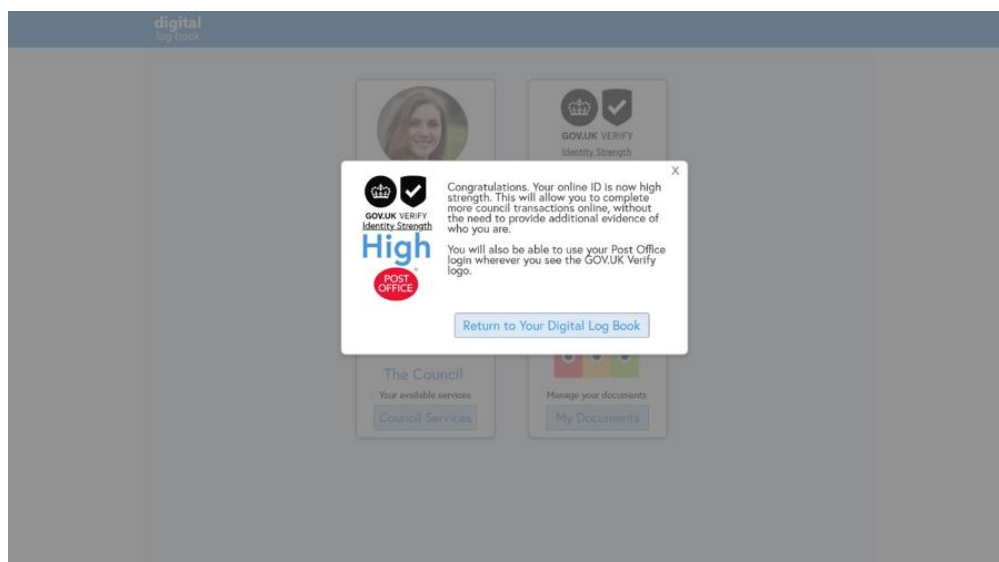 digital
log book
GOV.UK VERIFY
Identity Strength
X
GOV.UK VERIFY
Identity Strength
High
POST
OFFICE
Congratulations. Your online ID is now high
strength. This will allow you to complete
more council transactions online, without
the need to provide additional evidence of
who you are.
You will also be able to use your Post Office
login wherever you see the GOV.UK Verify
logo.
Return to Your Digital Log Book
The Council
Your available services
Council Services
Manage your documents
My Documents